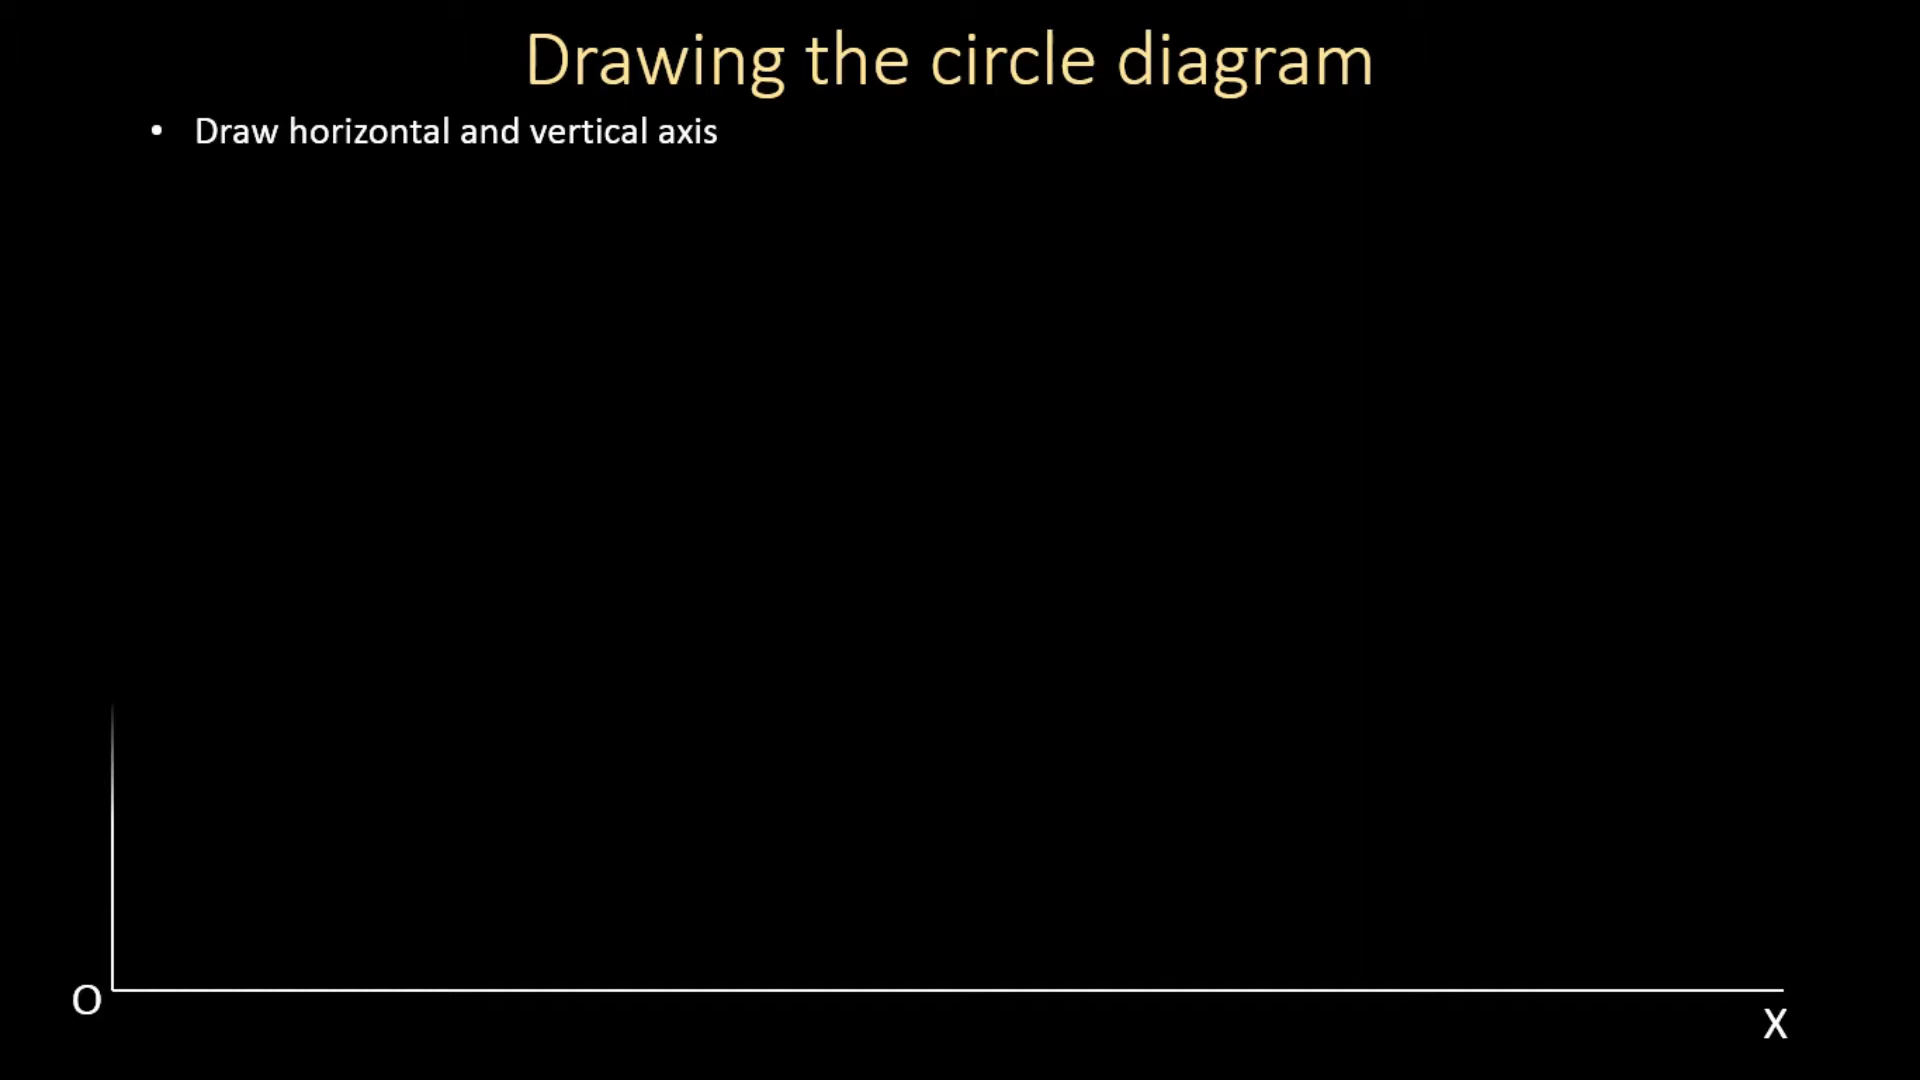 Drawing the circle diagram
• Draw horizontal and vertical axis
O
X